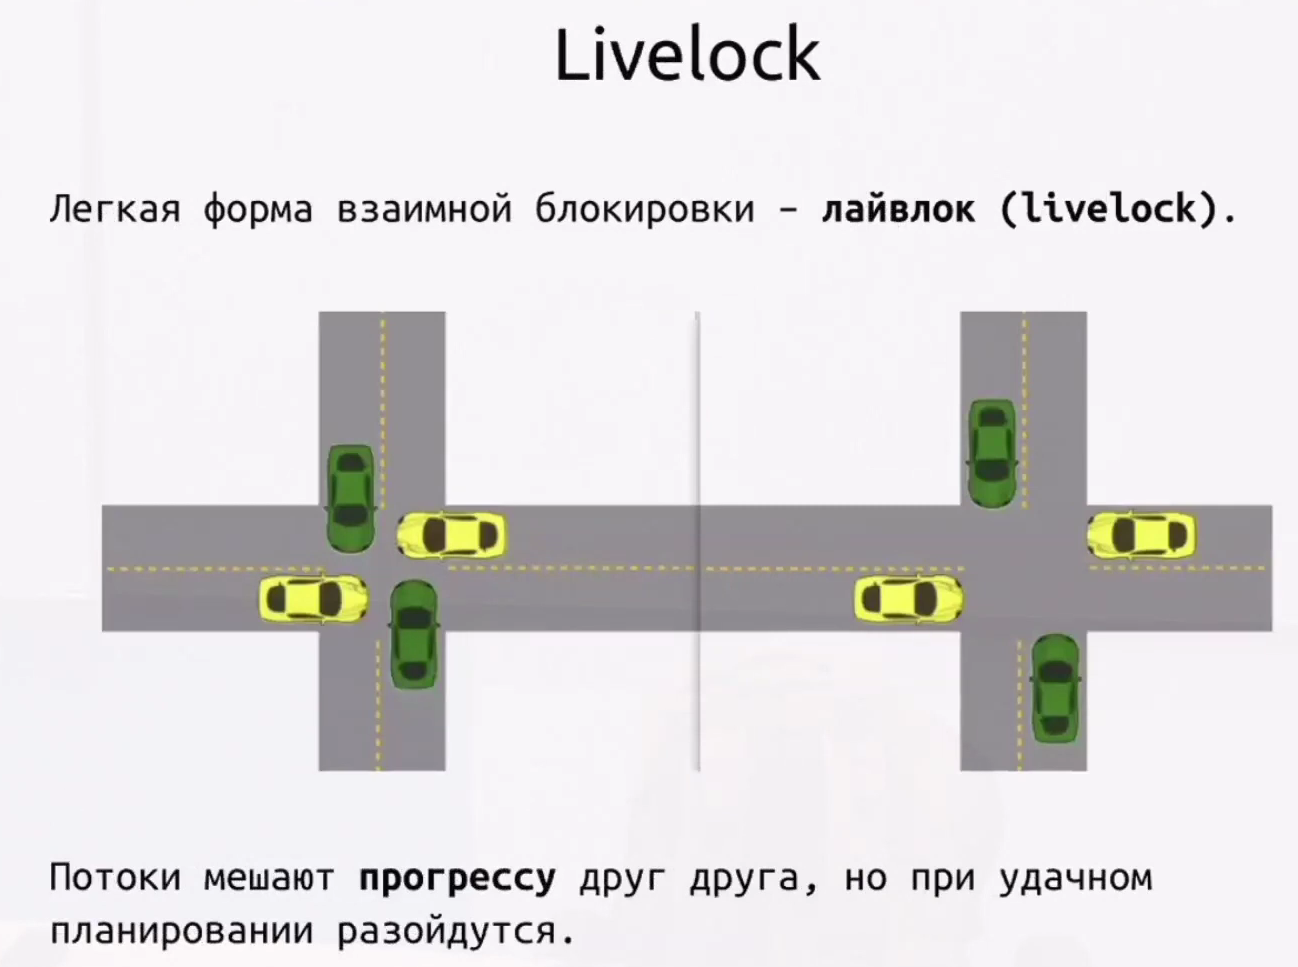 Livelock
Легкая форма взаимной блокировки – лайвлок (livelock).
Потоки мешают прогрессу друг друга, но при удачном
планировании разойдутся.